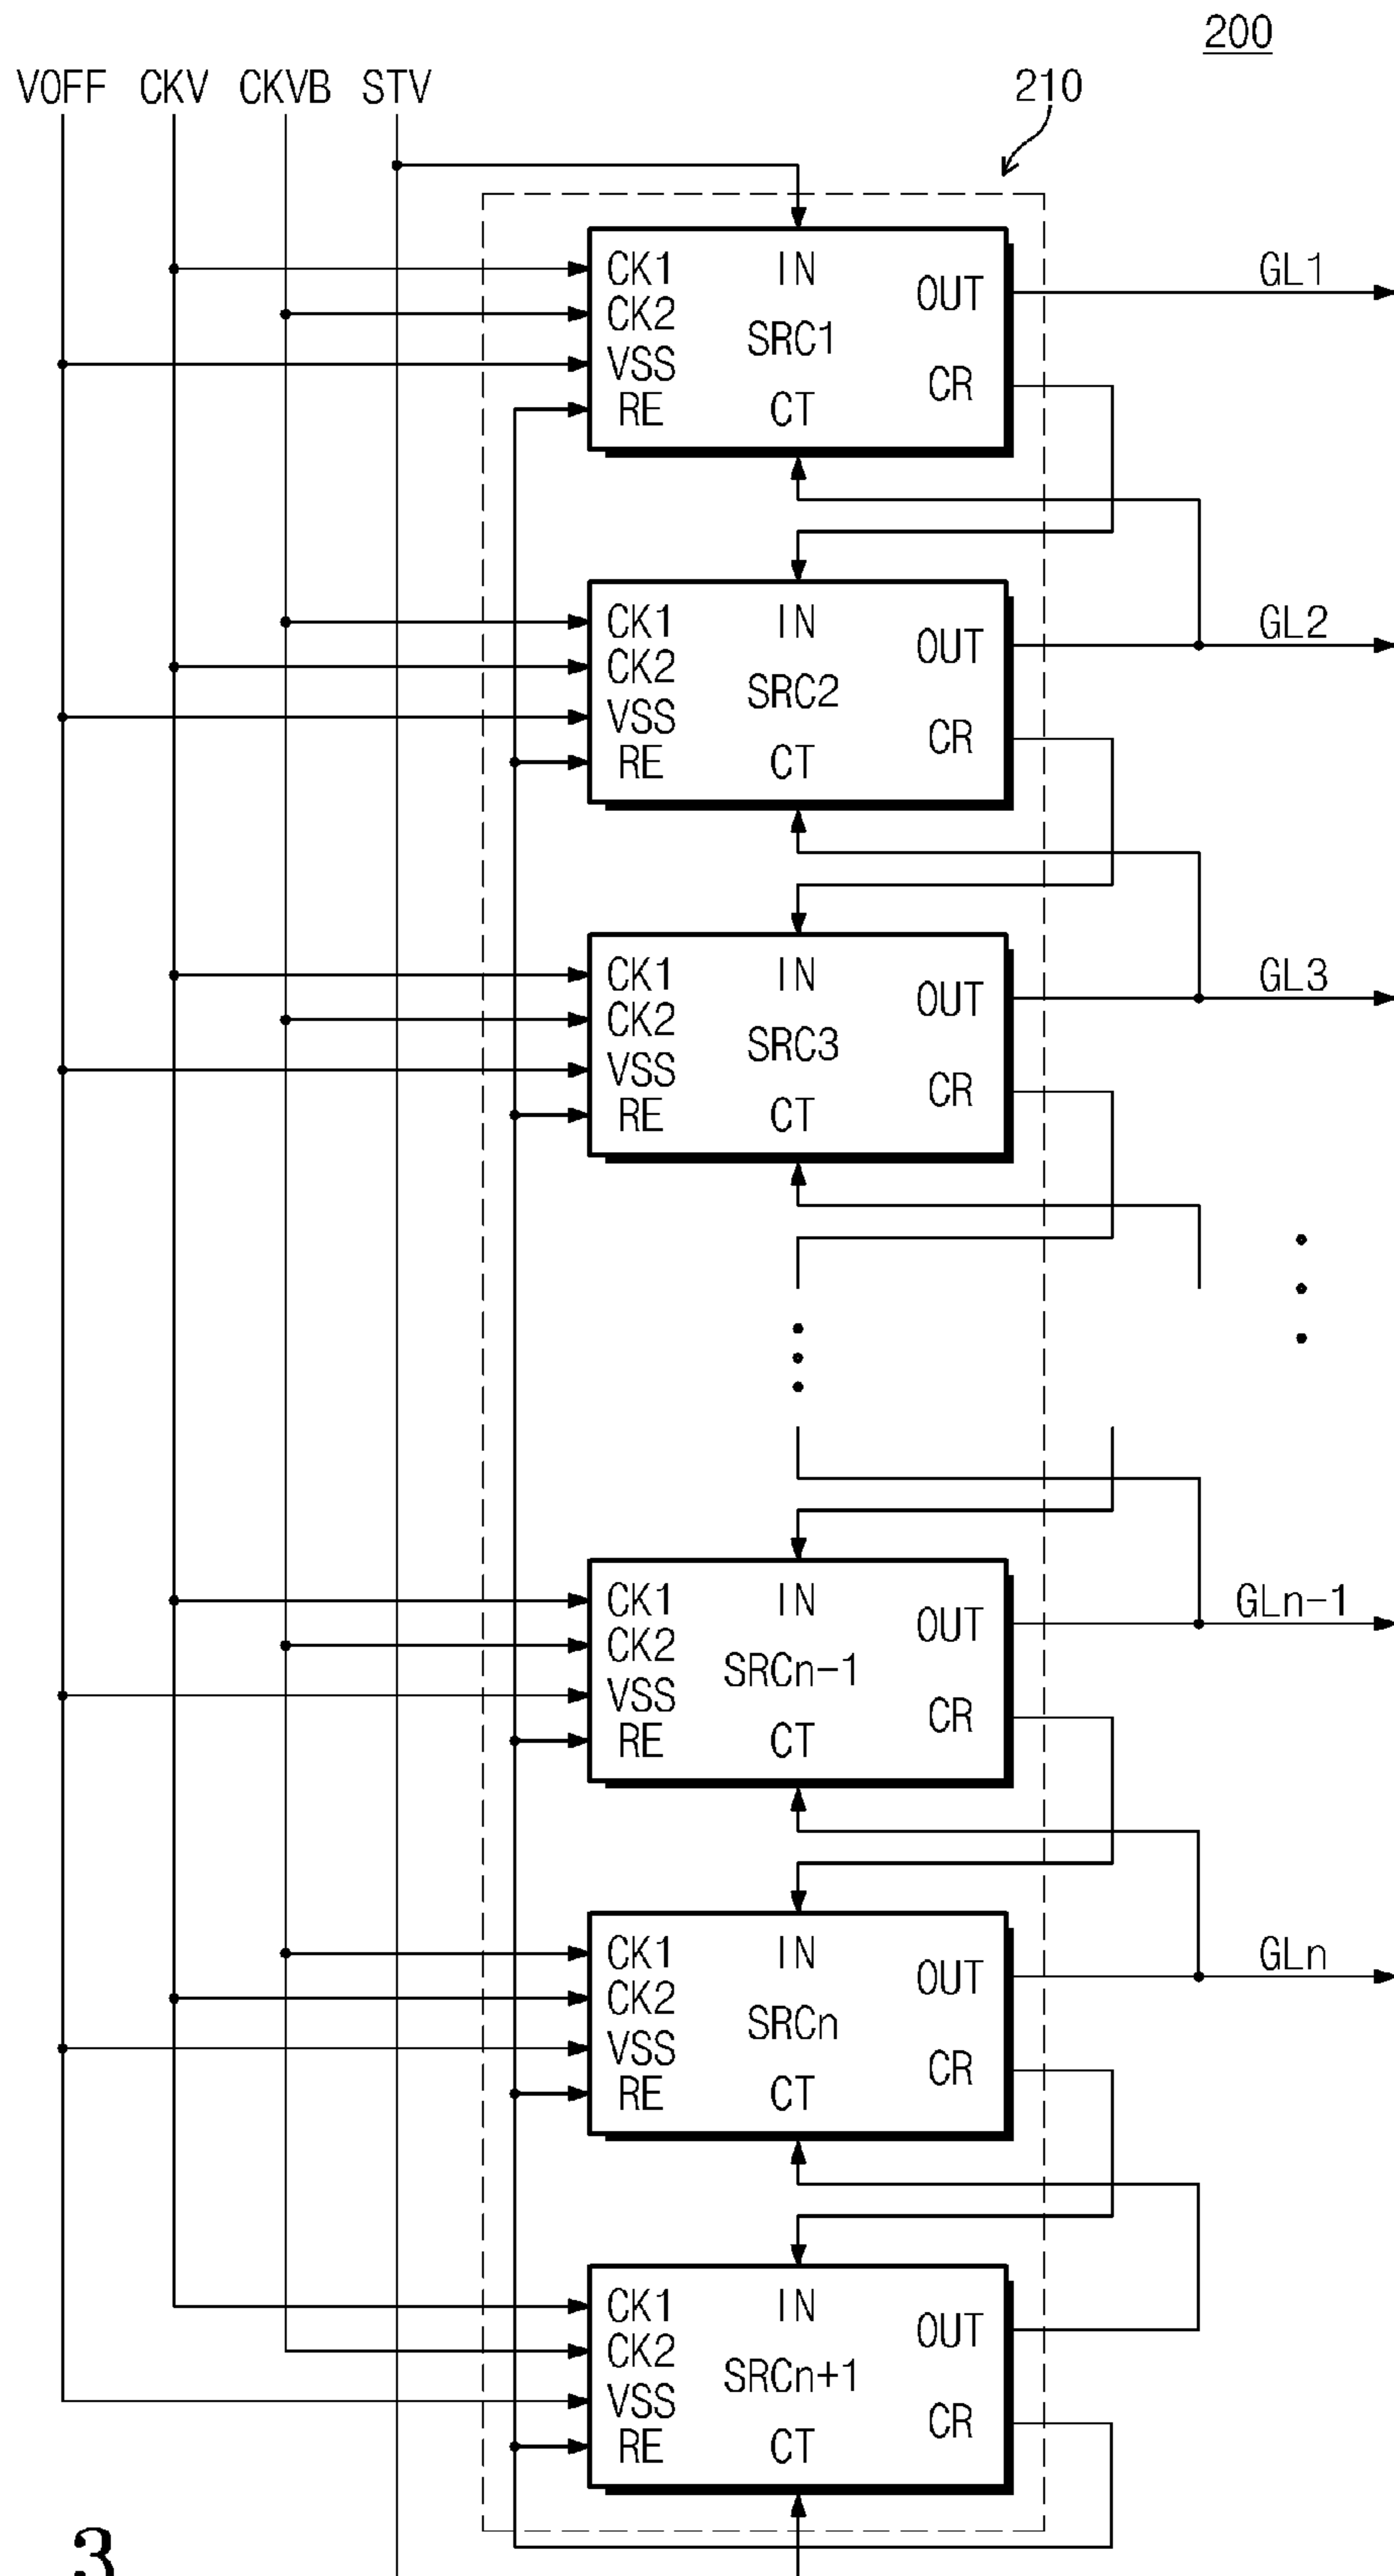 200
VOFF CKV CKVB STV
210
CK1 IN
CK2 OUT GL1
VSS SRC1
RE CT CR
CK1 IN
CK2 OUT GL2
VSS SRC2
RE CT CR
CK1 IN
CK2 OUT GL3
VSS SRC3
RE CT CR
CK1 IN
CK2 OUT GLn-1
VSS SRCn-1
RE CT CR
CK1 IN
CK2 OUT GLn
VSS SRCn
RE CT CR
CK1 IN
CK2 OUT
VSS SRCn+1
RE CT CR
3